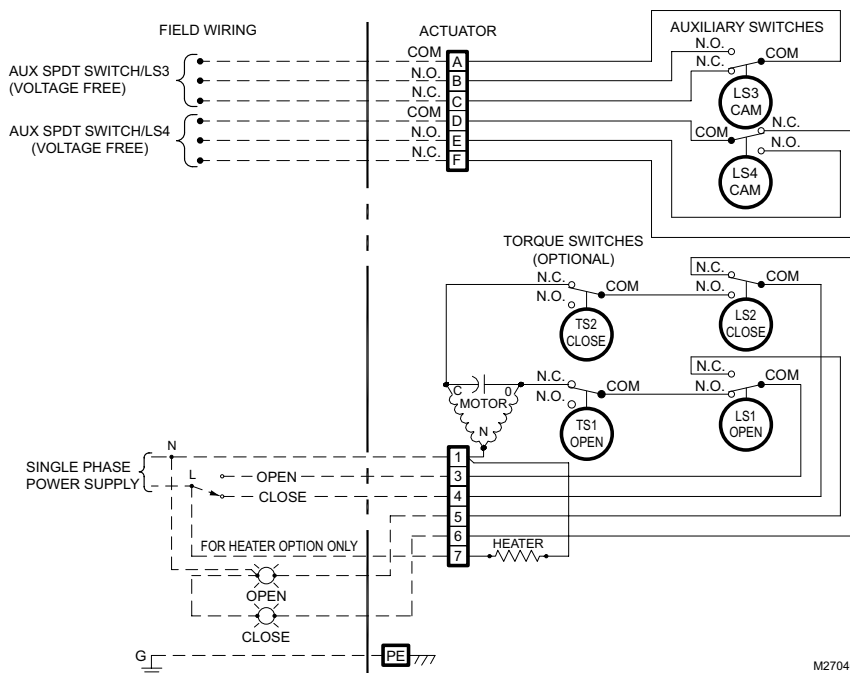 FIELD WIRING
ACTUATOR
AUXILIARY SWITCHES
AUX SPDT SWITCH/LS3
(VOLTAGE FREE)
COM
N.O.
N.C.
A
B
C
N.O.
N.C.
COM
LS3
CAM
AUX SPDT SWITCH/LS4
(VOLTAGE FREE)
COM
N.O.
N.C.
D
E
F
COM
N.C.
N.O.
LS4
CAM
TORQUE SWITCHES
(OPTIONAL)
N.C.
N.O.
COM
TS2
CLOSE
N.C.
N.O.
COM
LS2
CLOSE
C
0
MOTOR
N
N.C.
N.O.
COM
TS1
OPEN
N.C.
N.O.
COM
LS1
OPEN
SINGLE PHASE
POWER SUPPLY
N
L
OPEN
CLOSE
1
3
4
5
6
7
FOR HEATER OPTION ONLY
HEATER
OPEN
CLOSE
G
PE
M2704